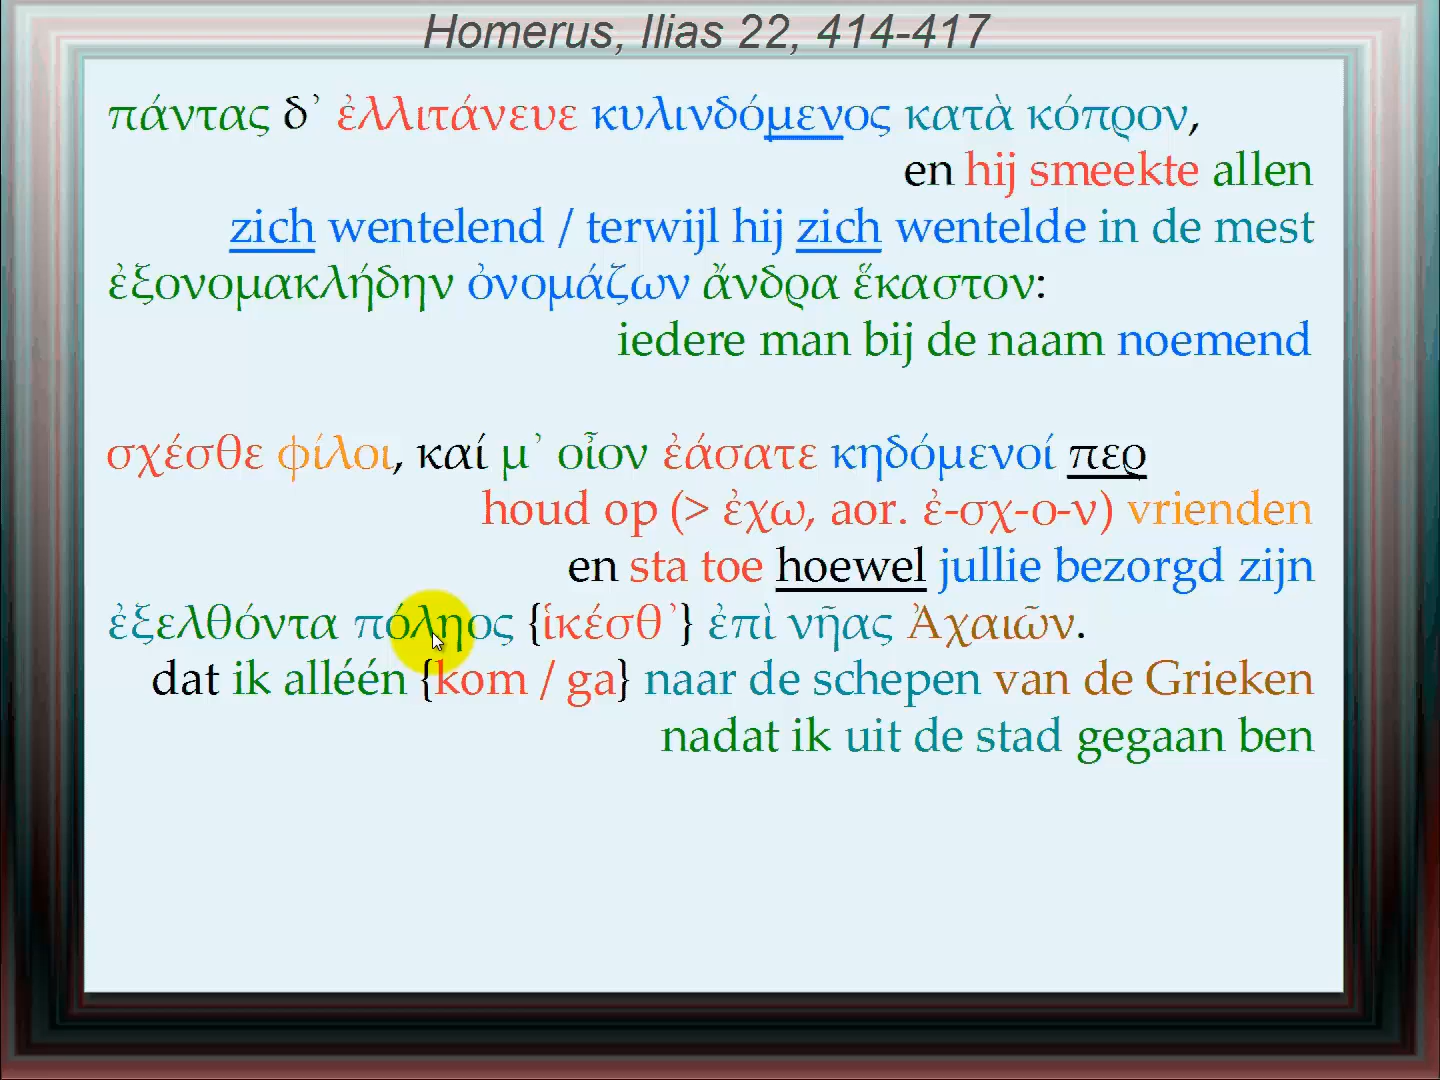 Homerus, Ilias 22, 414-417
πάντας δ᾽ ἐλλιτάνευε κυλινδόμενος κατὰ κόπρον,
en hij smeekte allen
zich wentelend / terwijl hij zich wentelde in de mest
ἐξονομακλήδην ὀνομάζων ἄνδρα ἕκαστον:
iedere man bij de naam noemend
σχέσθε φίλοι, καί μ᾽ οἶον ἐάσατε κηδόμενοί περ
houd op (> ἐχω, aor. ἐ-σχ-ο-ν) vrienden
en sta toe hoewel jullie bezorgd zijn
ἐξελθόντα πόληος {ἱκέσθ᾽} ἐπὶ νῆας Ἀχαιῶν.
dat ik alléén {kom / ga} naar de schepen van de Grieken
nadat ik uit de stad gegaan ben